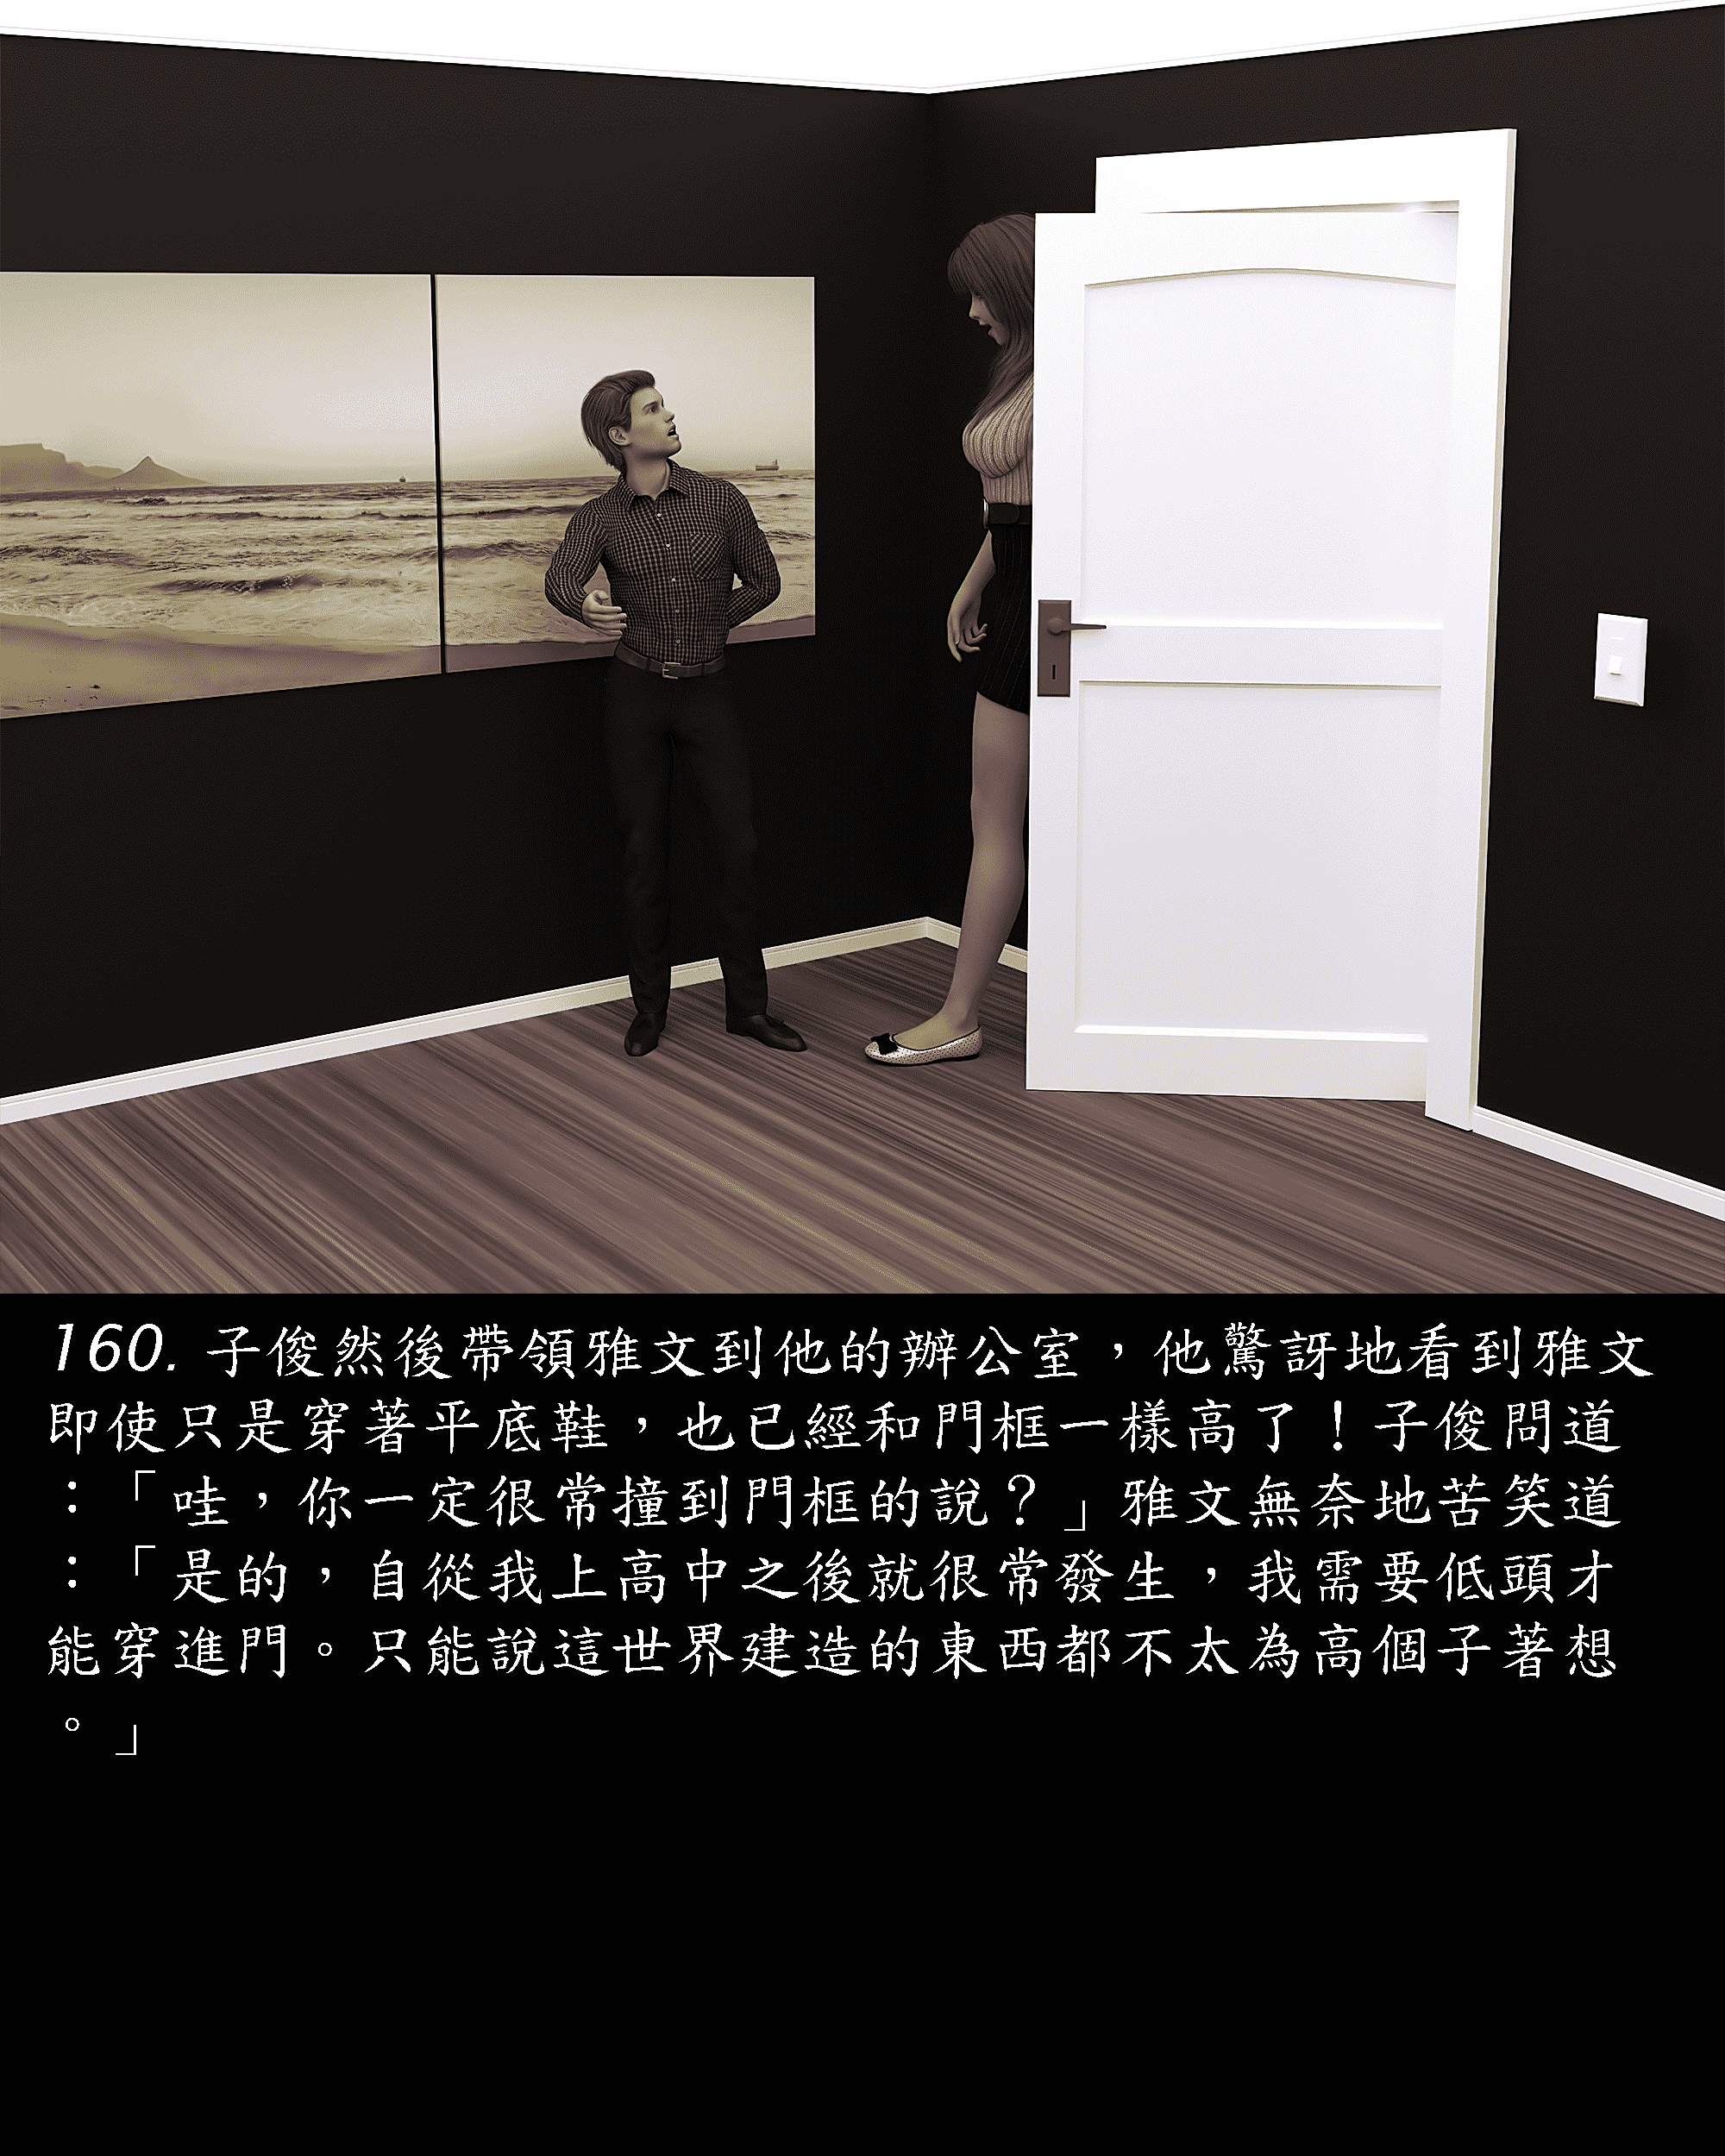 160. 子俊然後帶領雅文到他的辦公室，他驚訝地看到雅文
即使只是穿著平底鞋，也已經和門框一樣高了！子俊問道
：「哇，你一定很常撞到門框的說？」雅文無奈地苦笑道
：「是的，自從我上高中之後就很常發生，我需要低頭才
能穿進門。只能說這世界建造的東西都不太為高個子著想
。」